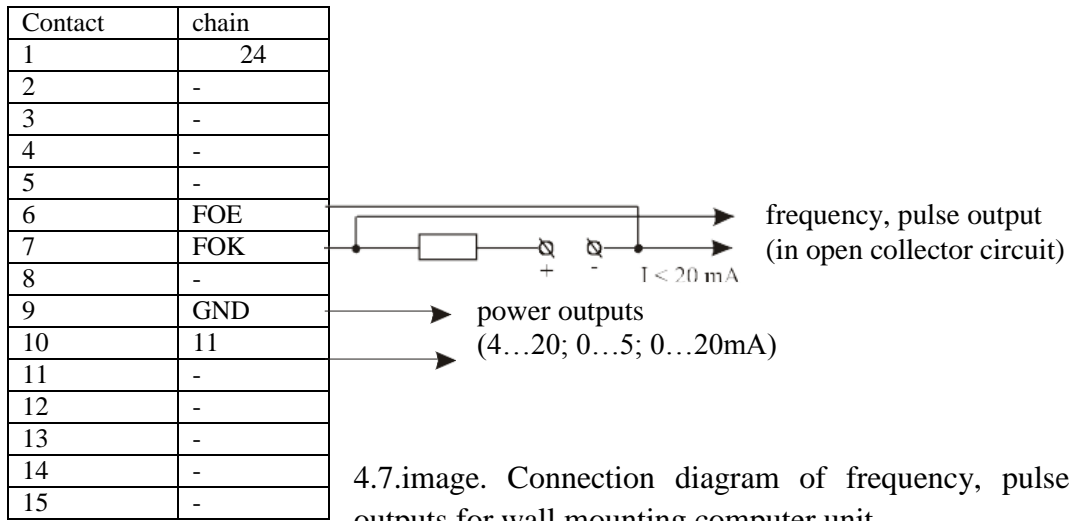 Contact chain
1 24
2 -
3 -
4 -
5 -
6 FOE
7 FOK
8 -
9 GND
10 11
11 -
12 -
13 -
14 -
15 -
frequency, pulse output
(in open collector circuit)
+ - I < 20 mA
power outputs
(4…20; 0…5; 0…20mA)
4.7.image. Connection diagram of frequency, pulse
outputs for wall mounting computer unit